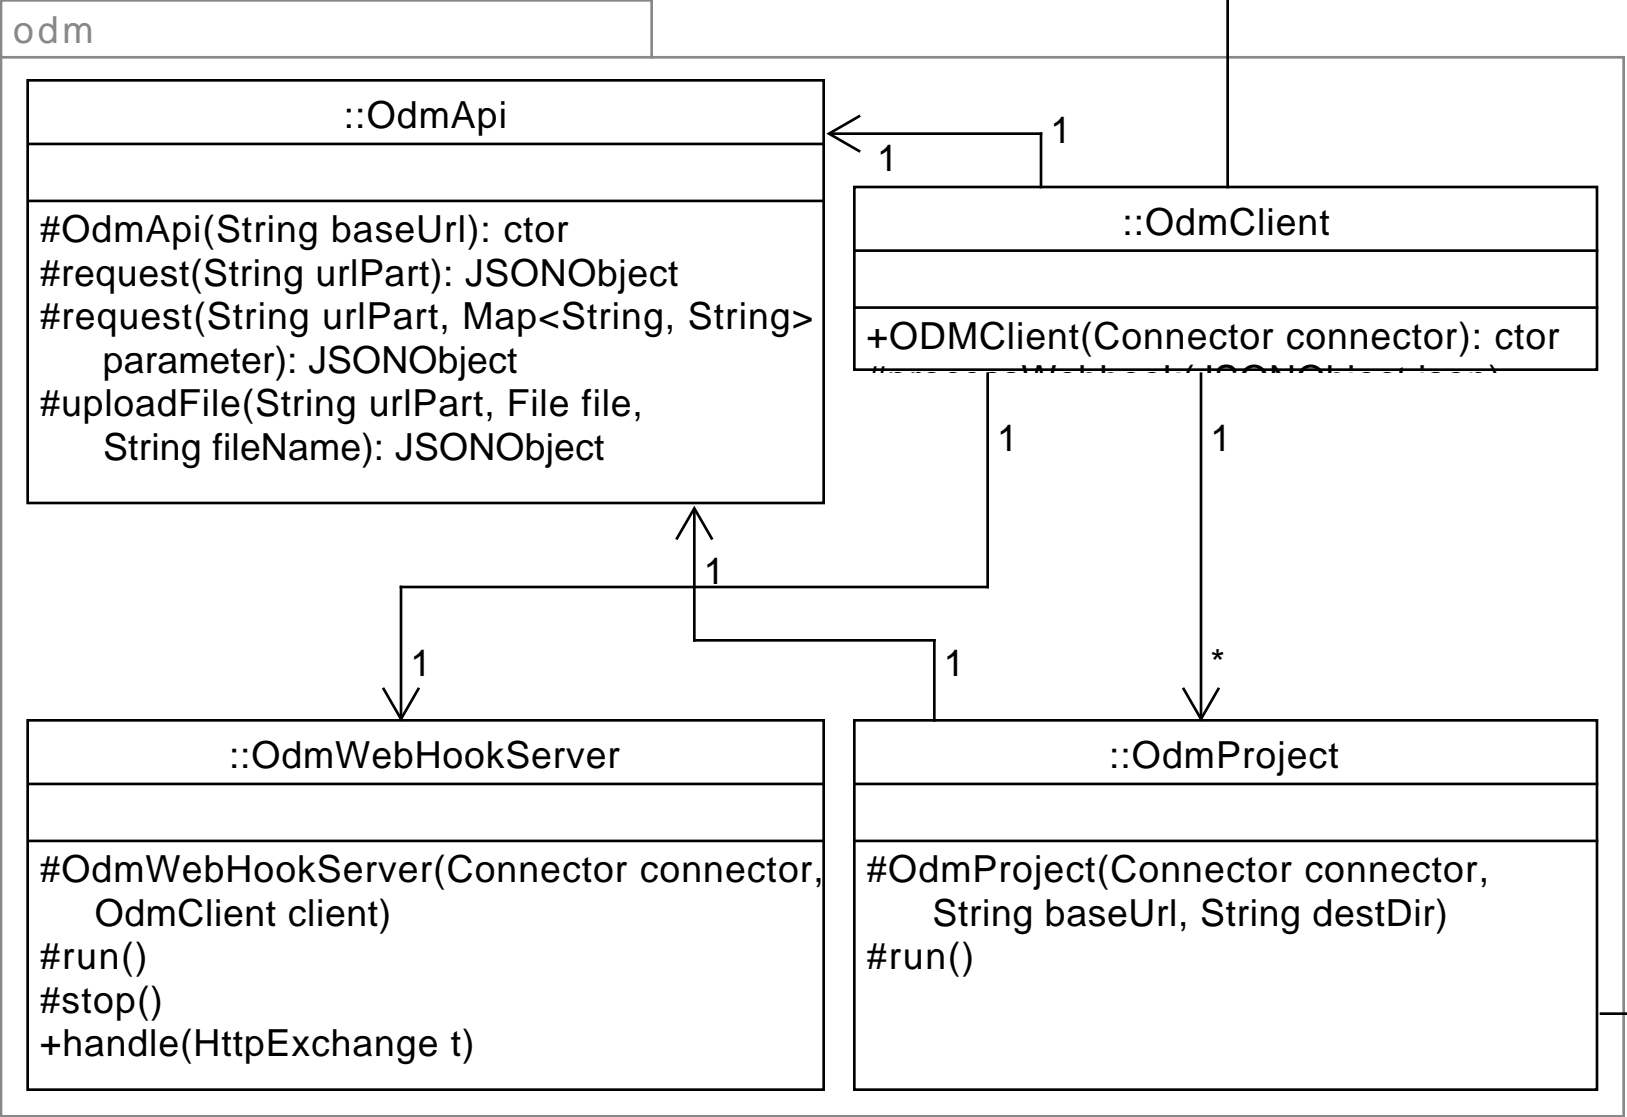 odm
::OdmApi
#OdmApi(String baseUrl): ctor
#request(String urlPart): JSONObject
#request(String urlPart, Map<String, String>
parameter): JSONObject
#uploadFile(String urlPart, File file,
String fileName): JSONObject
1
1
::OdmClient
+ODMClient(Connector connector): ctor
#processWebhook(JSONObject json)
1
1
1
1
1
*
::OdmWebHookServer
#OdmWebHookServer(Connector connector,
OdmClient client)
#run()
#stop()
+handle(HttpExchange t)
::OdmProject
#OdmProject(Connector connector,
String baseUrl, String destDir)
#run()